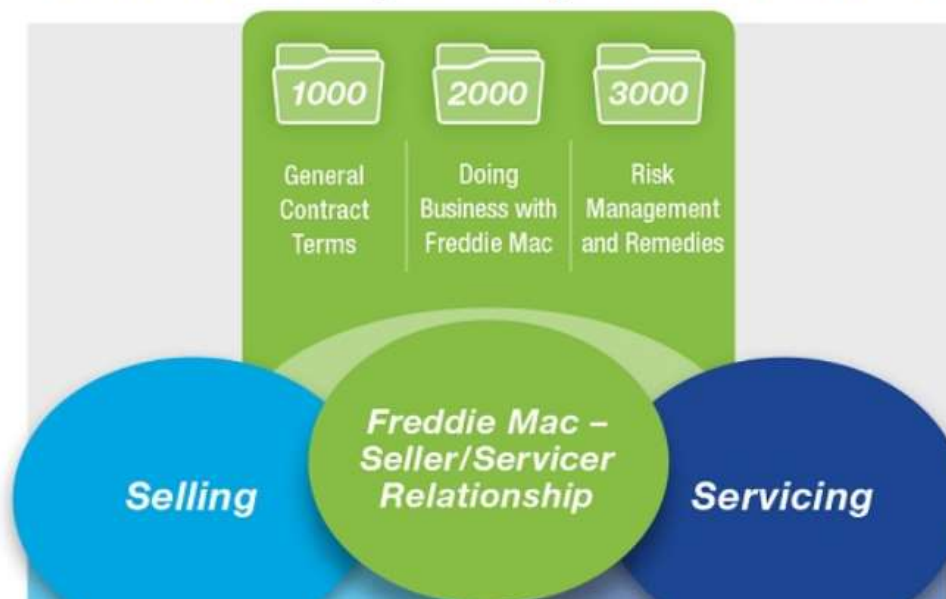 1000
2000
3000
General
Contract
Terms
Doing
Business with
Freddie Mac
Risk
Management
and Remedies
Freddie Mac –
Seller/Servicer
Relationship
Selling
Servicing